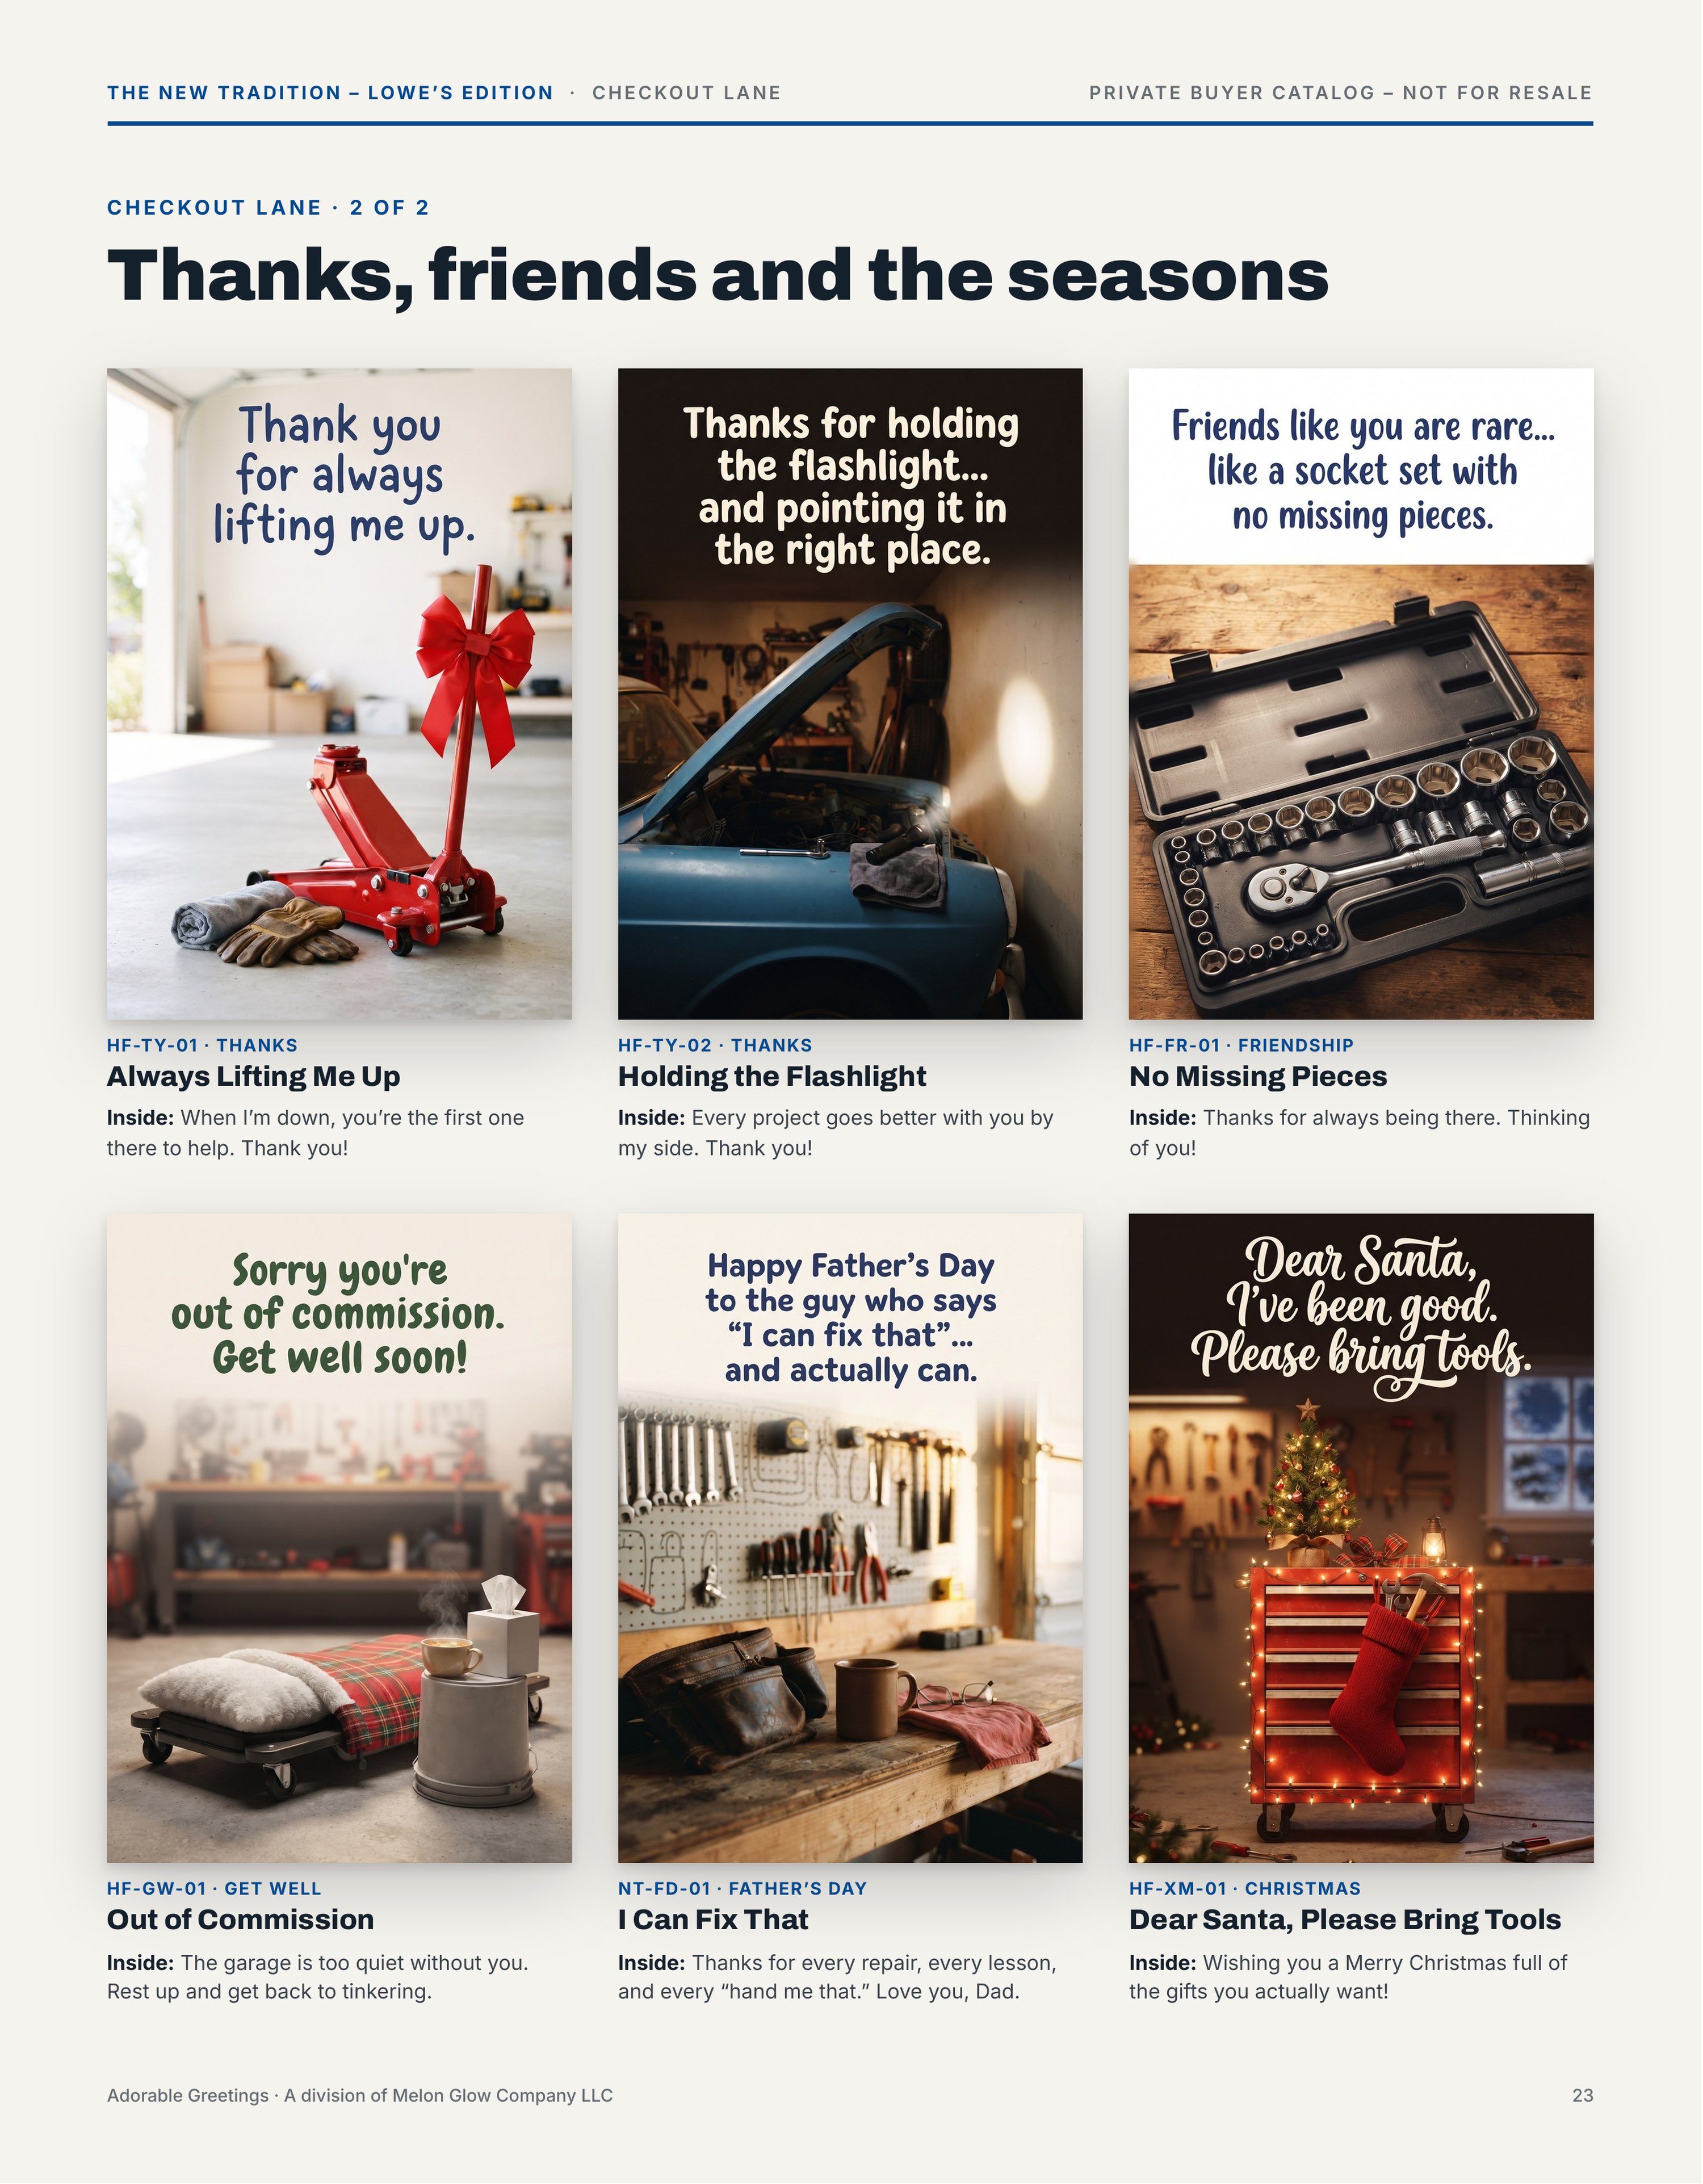 THE NEW TRADITION – LOWE’S EDITION · CHECKOUT LANE
PRIVATE BUYER CATALOG – NOT FOR RESALE
CHECKOUT LANE · 2 OF 2
Thanks, friends and the seasons
Thank you
for always
lifting me up.
Thanks for holding
the flashlight...
and pointing it in
the right place.
Friends like you are rare...
like a socket set with
no missing pieces.
HF-TY-01 · THANKS
Always Lifting Me Up
Inside: When I’m down, you’re the first one
there to help. Thank you!
HF-TY-02 · THANKS
Holding the Flashlight
Inside: Every project goes better with you by
my side. Thank you!
HF-FR-01 · FRIENDSHIP
No Missing Pieces
Inside: Thanks for always being there. Thinking
of you!
Sorry you're
out of commission.
Get well soon!
Happy Father’s Day
to the guy who says
“I can fix that”...
and actually can.
Dear Santa,
I’ve been good.
Please bring tools.
HF-GW-01 · GET WELL
Out of Commission
Inside: The garage is too quiet without you.
Rest up and get back to tinkering.
NT-FD-01 · FATHER’S DAY
I Can Fix That
Inside: Thanks for every repair, every lesson,
and every “hand me that.” Love you, Dad.
HF-XM-01 · CHRISTMAS
Dear Santa, Please Bring Tools
Inside: Wishing you a Merry Christmas full of
the gifts you actually want!
Adorable Greetings · A division of Melon Glow Company LLC
23